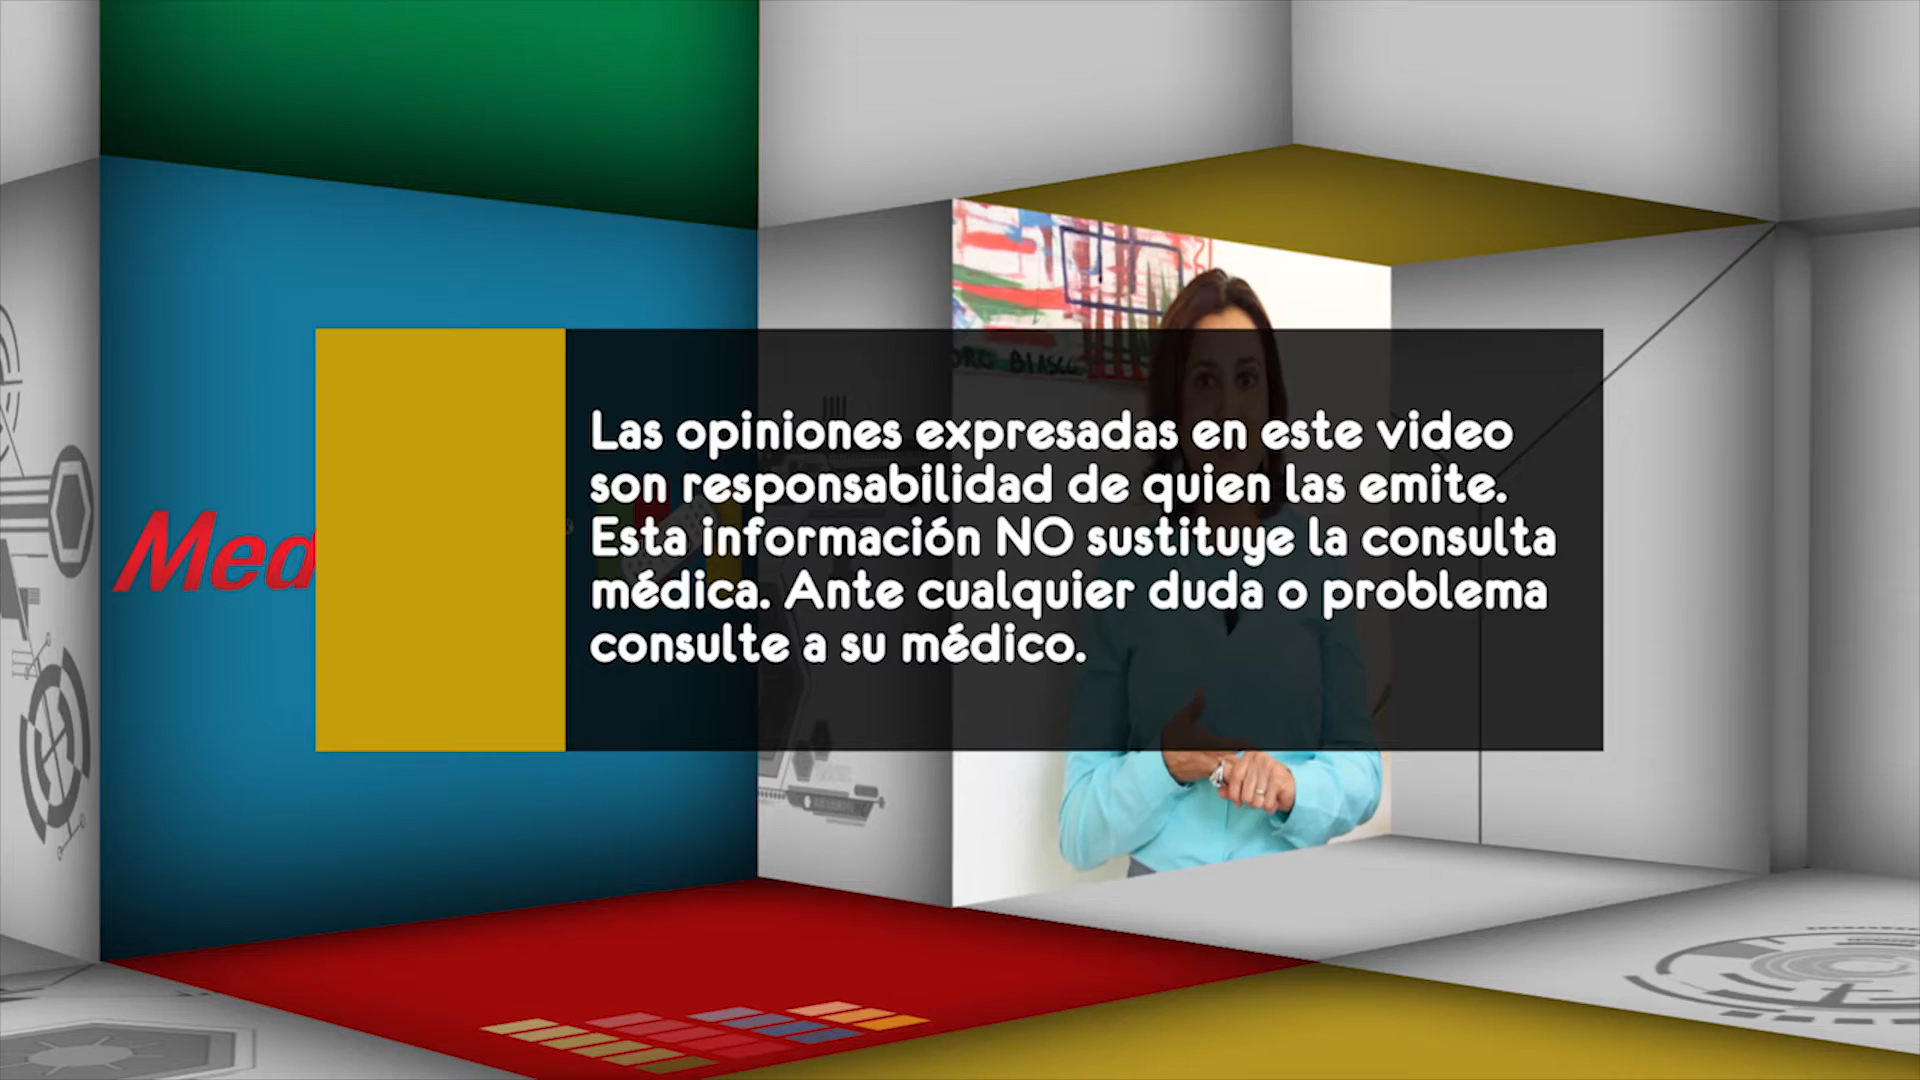 Med
Las opiniones expresadas en este video
son responsabilidad de quien las emite.
Esta información NO sustituye la consulta
médica. Ante cualquier duda o problema
consulte a su médico.